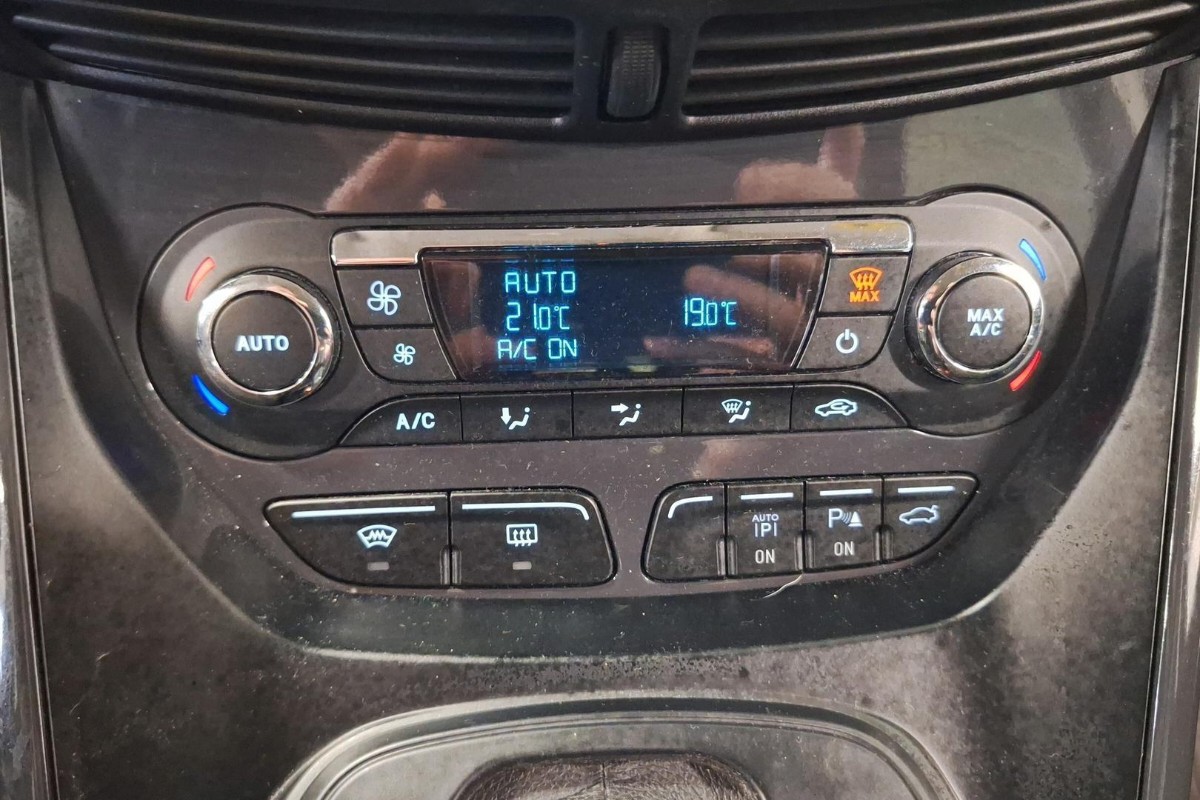 AUTO
21.0°C
A/C ON
19.0°C
MAX
AUTO
MAX
A/C
A/C
AUTO
P
ON
P
ON